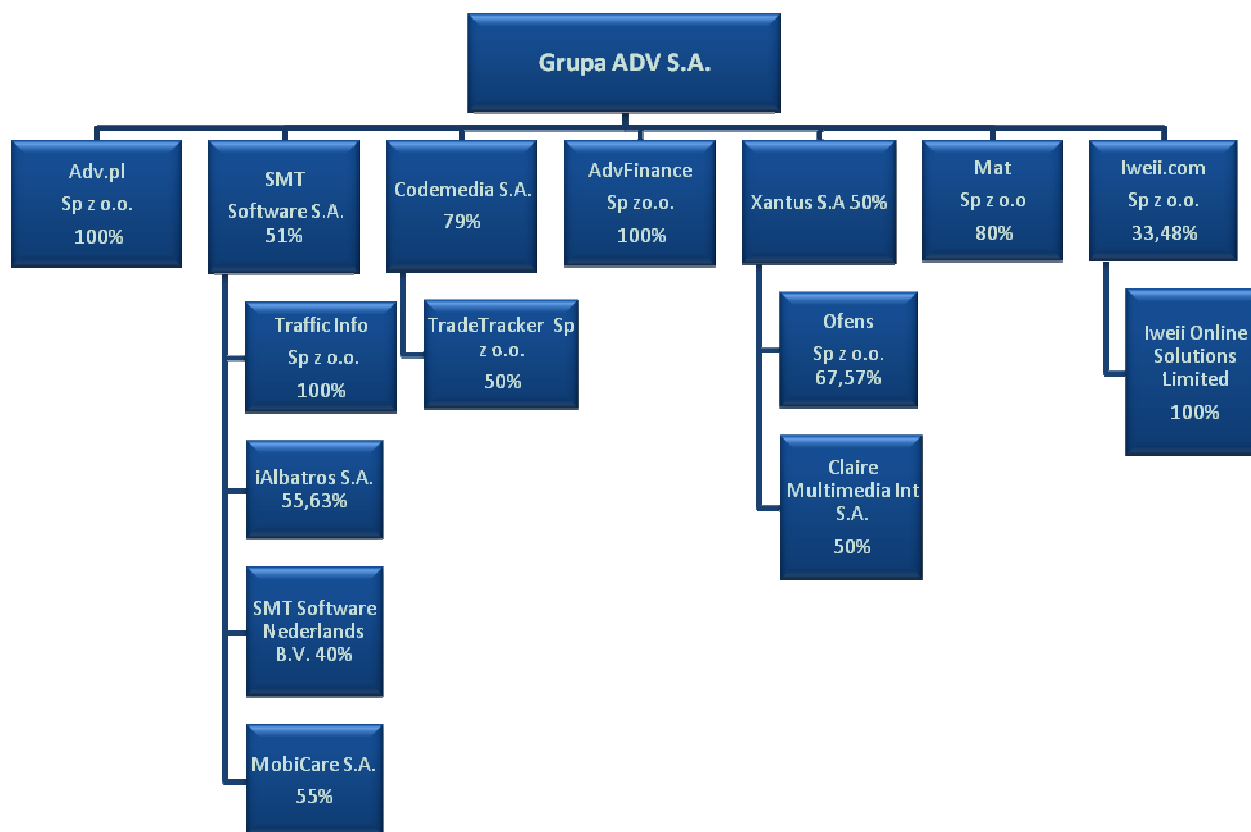 Grupa ADV S.A.
Adv.pl
Sp z o.o.
100%
SMT
Software S.A.
51%
Codemedia S.A.
79%
AdvFinance
Sp zo.o.
100%
Xantus S.A 50%
Mat
Sp z o.o
80%
Iweii.com
Sp z o.o.
33,48%
Traffic Info
Sp z o.o.
100%
TradeTracker Sp
z o.o.
50%
Ofens
Sp z o.o.
67,57%
Iweii Online
Solutions
Limited
100%
iAlbatros S.A.
55,63%
Claire
Multimedia Int
S.A.
50%
SMT Software
Nederlands
B.V. 40%
MobiCare S.A.
55%